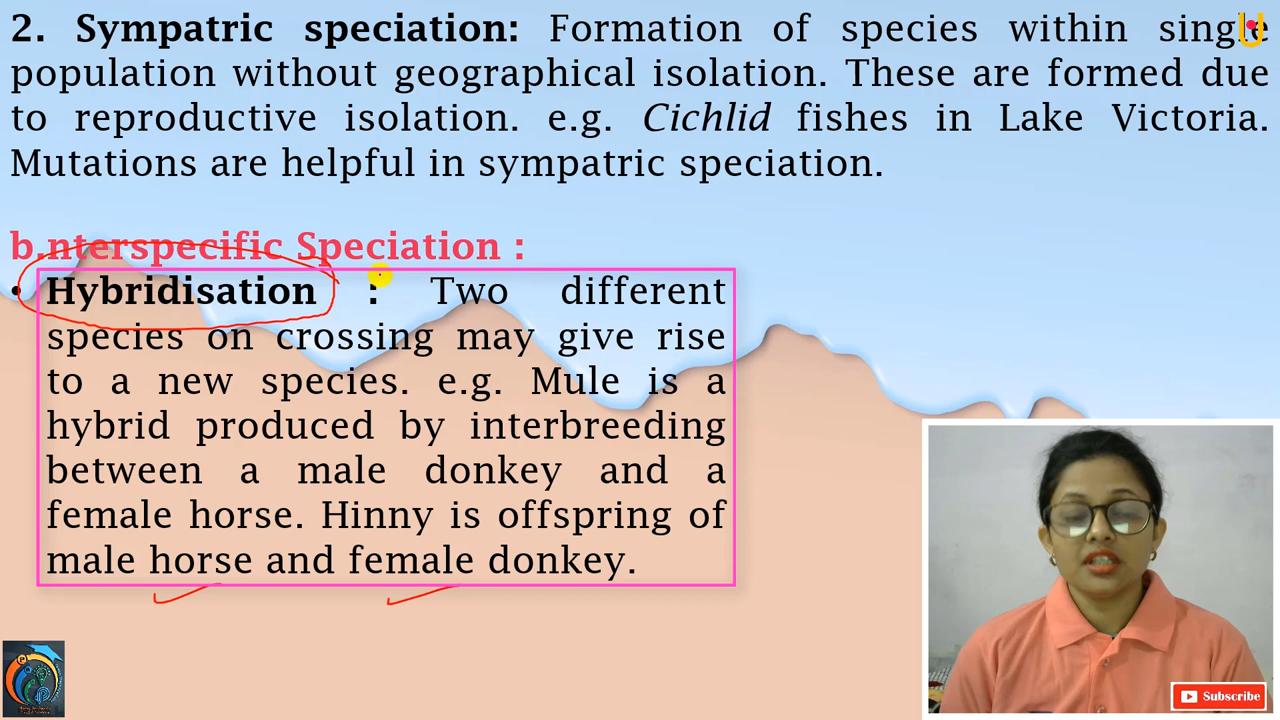 2. Sympatric speciation: Formation of species within single
population without geographical isolation. These are formed due
to reproductive isolation. e.g. Cichlid fishes in Lake Victoria.
Mutations are helpful in sympatric speciation.
b.nterspecific Speciation :
• Hybridisation : Two different
species on crossing may give rise
to a new species. e.g. Mule is a
hybrid produced by interbreeding
between a male donkey and a
female horse. Hinny is offspring of
male horse and female donkey.
Subscribe